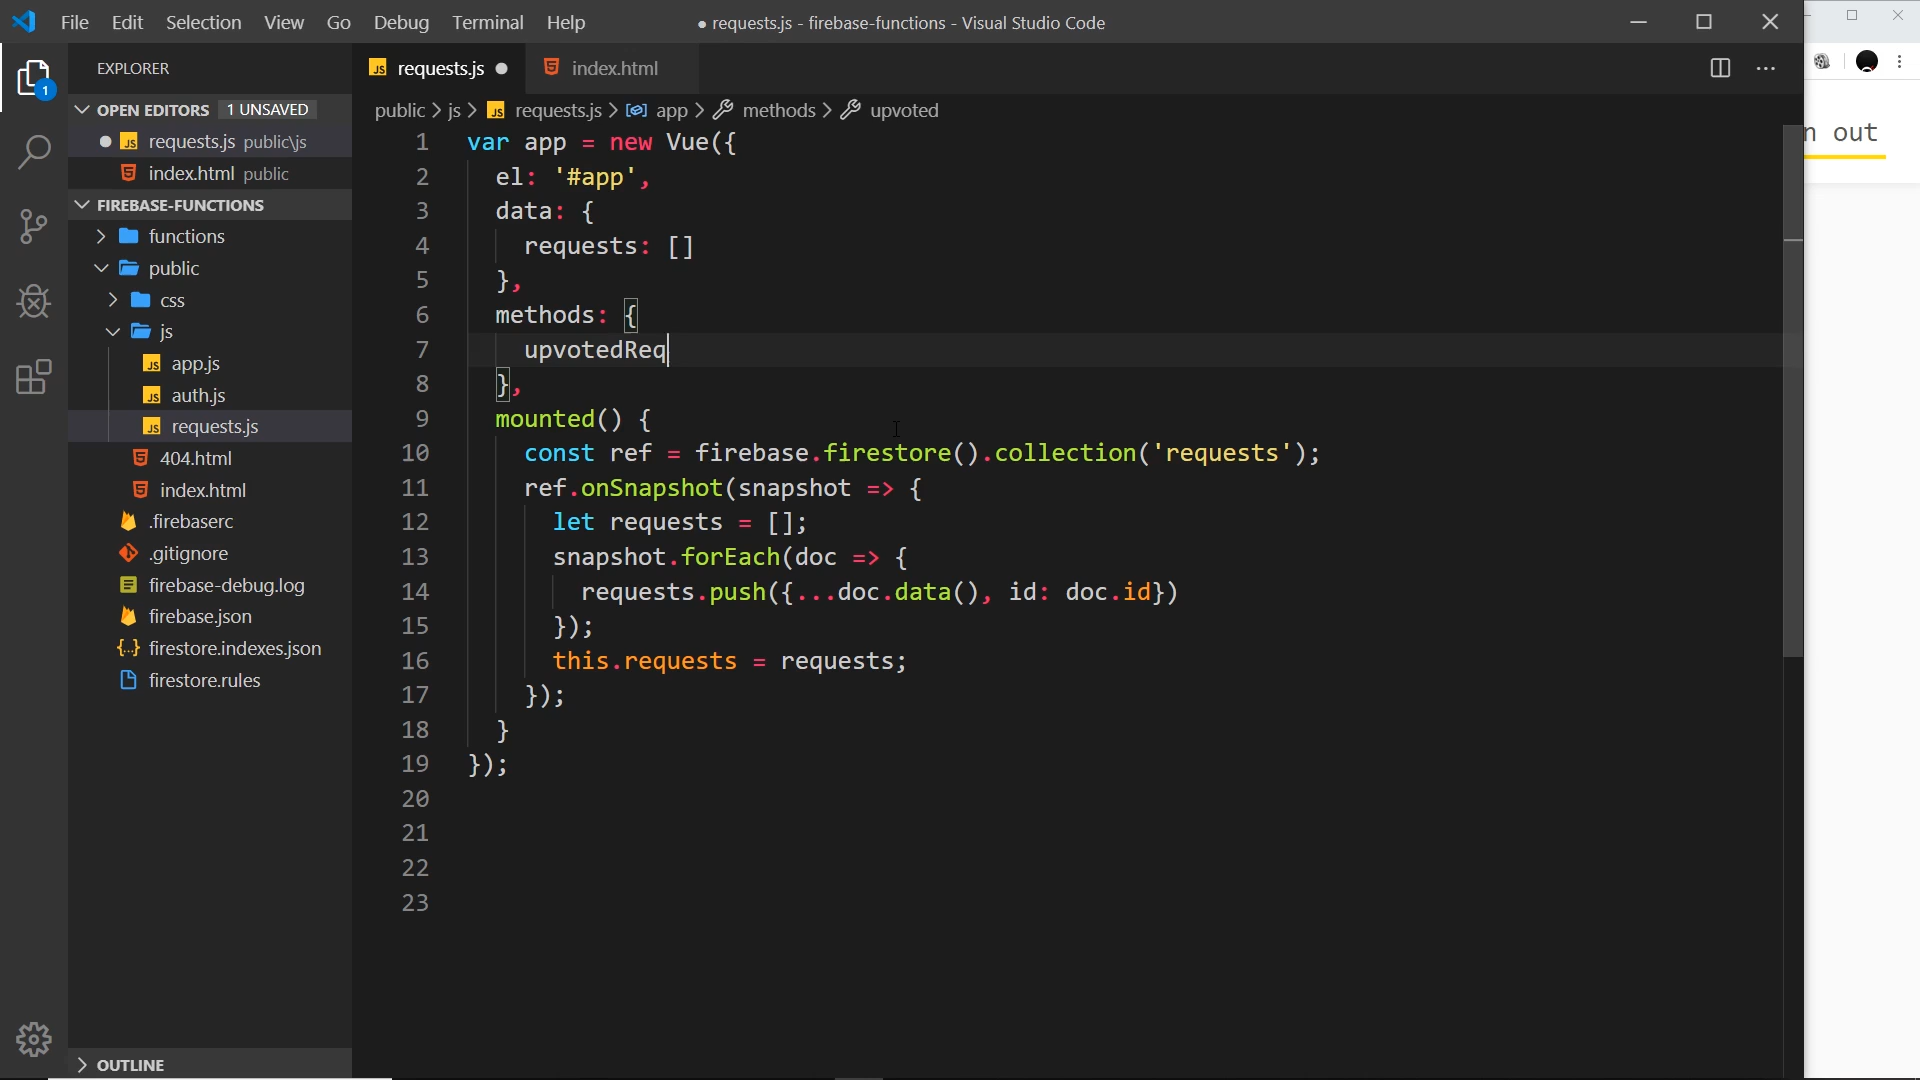 File Edit Selection View Go Debug Terminal Help
● requests.js - firebase-functions - Visual Studio Code
EXPLORER
OPEN EDITORS 1 UNSAVED
requests.js public\js
index.html public
FIREBASE-FUNCTIONS
functions
public
css
js
app.js
auth.js
requests.js
404.html
index.html
.firebaserc
.gitignore
firebase-debug.log
firebase.json
firestore.indexes.json
firestore.rules
OUTLINE
1
requests.js ● index.html
public > js > requests.js > app > methods > upvoted
1 var app = new Vue({
2 el: '#app',
3 data: {
4 requests: []
5 },
6 methods: {
7 upvotedReq
8 },
9 mounted() {
10 const ref = firebase.firestore().collection('requests');
11 ref.onSnapshot(snapshot => {
12 let requests = [];
13 snapshot.forEach(doc => {
14 requests.push({...doc.data(), id: doc.id})
15 });
16 this.requests = requests;
17 });
18 }
19 });
20
21
22
23
n out